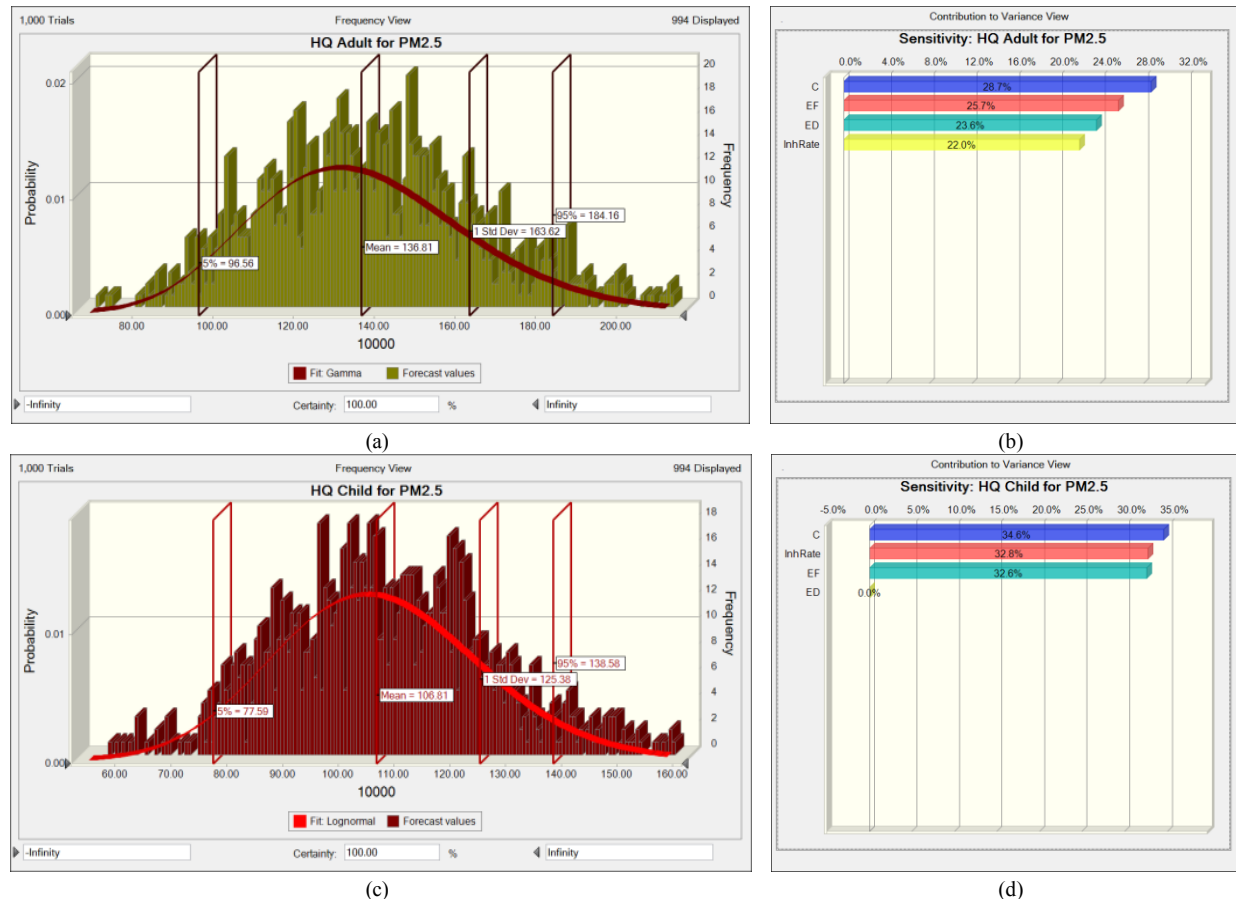 1,000 Trials Frequency View 994 Displayed
HQ Adult for PM2.5
0.02
0.01
0.00
Probability
20
18
16
14
12
10
8
6
4
2
0
Frequency
5% = 96.56
Mean = 136.81
1 Std Dev = 163.62
95% = 184.16
80.00 100.00 120.00 140.00 160.00 180.00 200.00
10000
Fit: Gamma Forecast values
-Infinity Certainty: 100.00 % Infinity
(a)
Contribution to Variance View
Sensitivity: HQ Adult for PM2.5
0.0% 4.0% 8.0% 12.0% 16.0% 20.0% 24.0% 28.0% 32.0%
C 28.7%
EF 25.7%
ED 23.6%
InhRate 22.0%
(b)
1,000 Trials Frequency View 994 Displayed
HQ Child for PM2.5
0.01
0.00
Probability
18
16
14
12
10
8
6
4
2
0
Frequency
5% = 77.59
Mean = 106.81
1 Std Dev = 125.38
95% = 138.58
60.00 70.00 80.00 90.00 100.00 110.00 120.00 130.00 140.00 150.00 160.00
10000
Fit: Lognormal Forecast values
-Infinity Certainty: 100.00 % Infinity
(c)
Contribution to Variance View
Sensitivity: HQ Child for PM2.5
-5.0% 0.0% 5.0% 10.0% 15.0% 20.0% 25.0% 30.0% 35.0%
C 34.6%
InhRate 32.8%
EF 32.6%
ED 0.0%
(d)